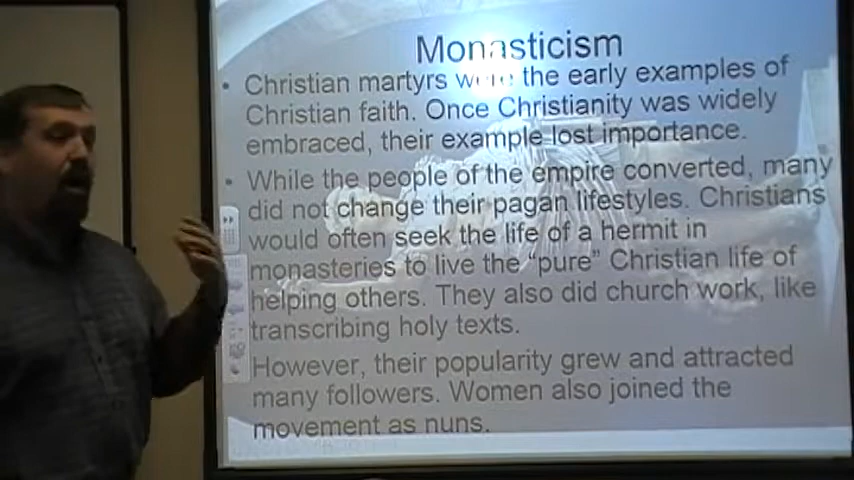 Monasticism
• Christian martyrs were the early examples of
Christian faith. Once Christianity was widely
embraced, their example lost importance.
• While the people of the empire converted, many
did not change their pagan lifestyles. Christians
would often seek the life of a hermit in
monasteries to live the “pure” Christian life of
helping others. They also did church work, like
transcribing holy texts.
However, their popularity grew and attracted
many followers. Women also joined the
movement as nuns.